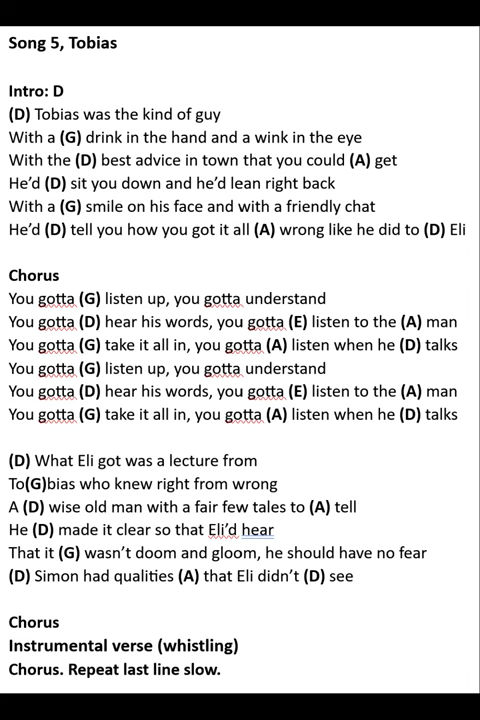 Song 5, Tobias
Intro: D
(D) Tobias was the kind of guy
With a (G) drink in the hand and a wink in the eye
With the (D) best advice in town that you could (A) get
He’d (D) sit you down and he’d lean right back
With a (G) smile on his face and with a friendly chat
He’d (D) tell you how you got it all (A) wrong like he did to (D) Eli
Chorus
You gotta (G) listen up, you gotta understand
You gotta (D) hear his words, you gotta (E) listen to the (A) man
You gotta (G) take it all in, you gotta (A) listen when he (D) talks
You gotta (G) listen up, you gotta understand
You gotta (D) hear his words, you gotta (E) listen to the (A) man
You gotta (G) take it all in, you gotta (A) listen when he (D) talks
(D) What Eli got was a lecture from
To(G)bias who knew right from wrong
A (D) wise old man with a fair few tales to (A) tell
He (D) made it clear so that Eli’d hear
That it (G) wasn’t doom and gloom, he should have no fear
(D) Simon had qualities (A) that Eli didn’t (D) see
Chorus
Instrumental verse (whistling)
Chorus. Repeat last line slow.